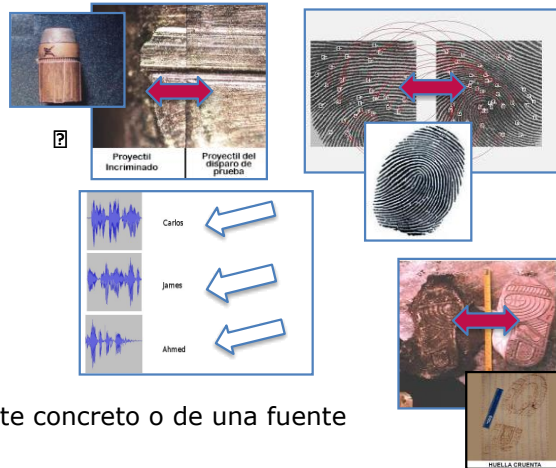 Proyectil
Incriminado
Proyectil del
disparo de
prueba
Carlos
James
Ahmed
te concreto o de una fuente
HUELLA CRUENTA